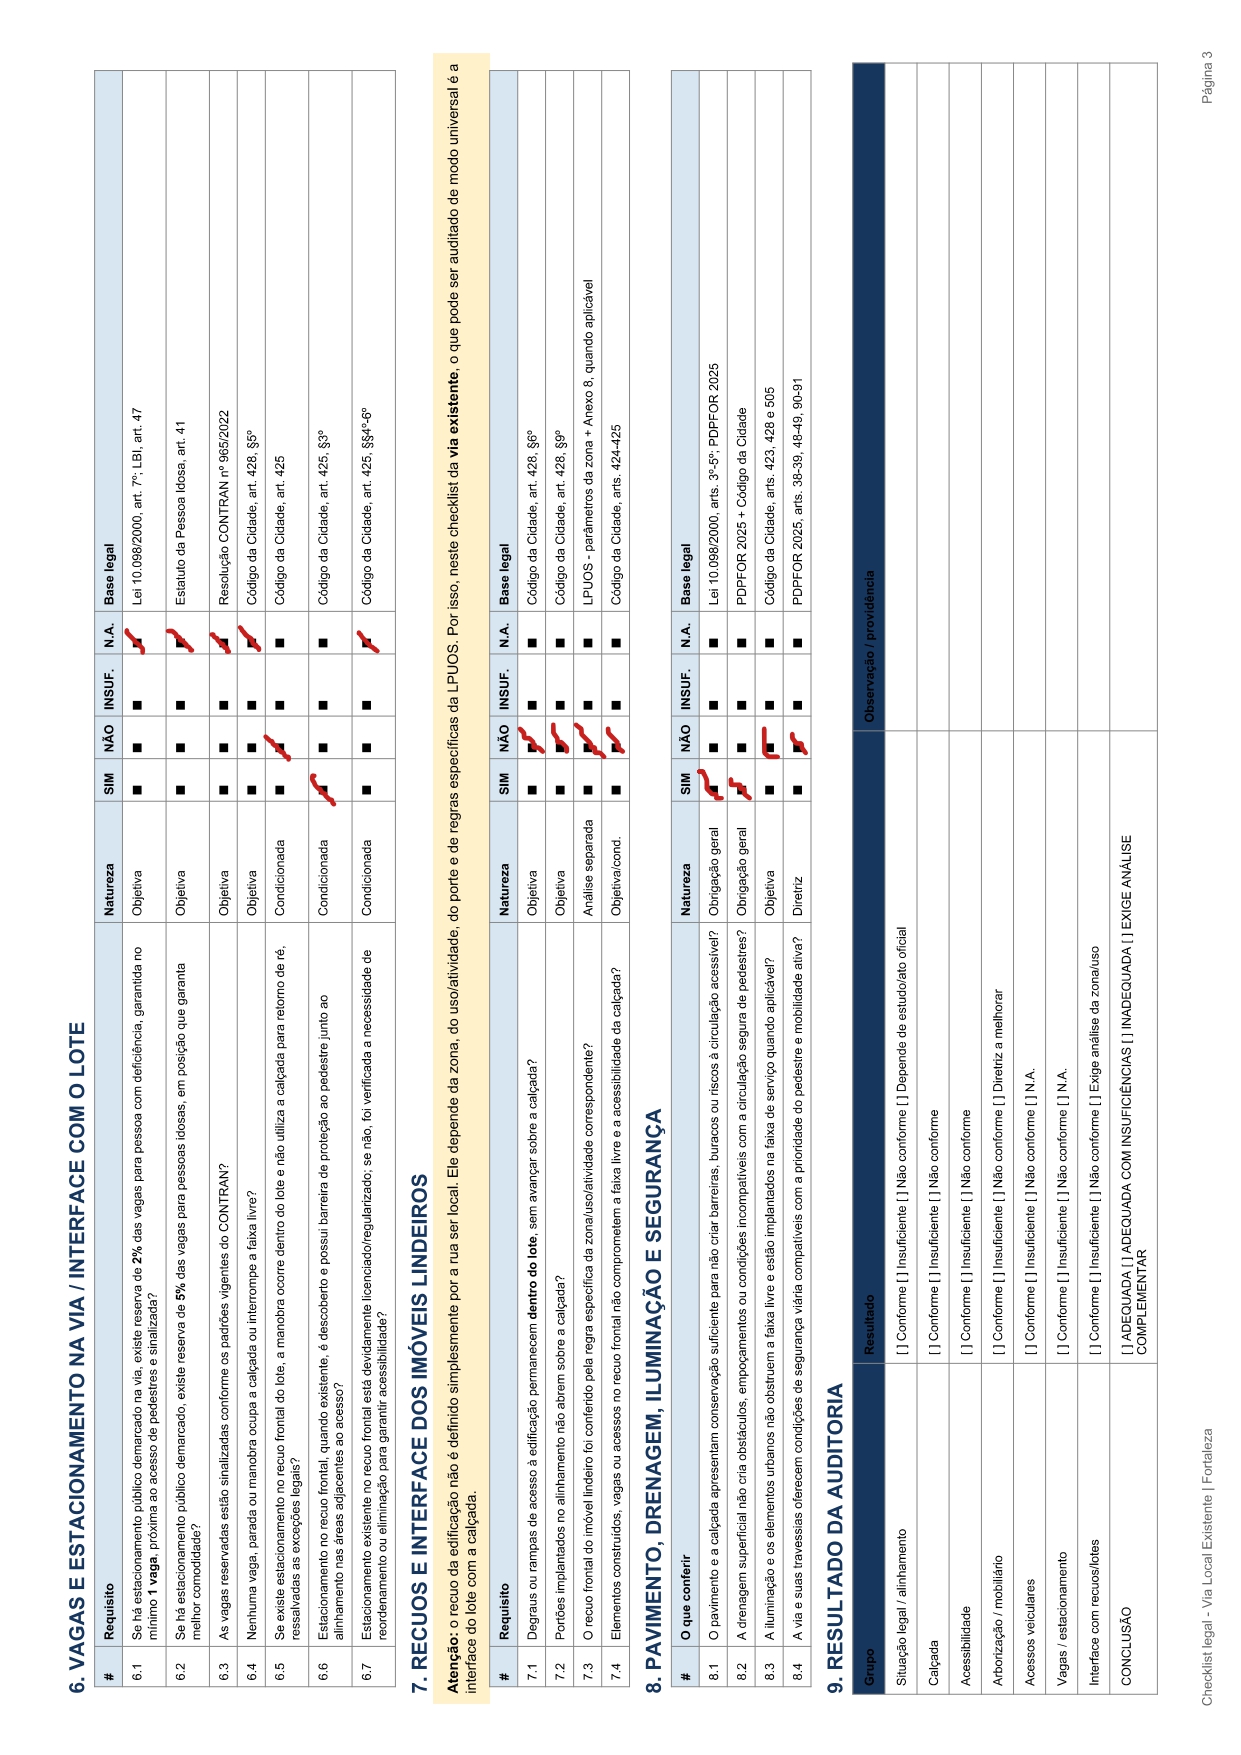 6. VAGAS E ESTACIONAMENTO NA VIA / INTERFACE COM O LOTE
# Requisito Natureza SIM NÃO INSUF. N.A. Base legal
6.1 Se há estacionamento público demarcado na via, existe reserva de 2% das vagas para pessoa com deficiência, garantida no Objetiva ■ ■ ■ ■ Lei 10.098/2000, art. 7º; LBI, art. 47
mínimo 1 vaga, próxima ao acesso de pedestres e sinalizada?
6.2 Se há estacionamento público demarcado, existe reserva de 5% das vagas para pessoas idosas, em posição que garanta Objetiva ■ ■ ■ ■ Estatuto da Pessoa Idosa, art. 41
melhor comodidade?
6.3 As vagas reservadas estão sinalizadas conforme os padrões vigentes do CONTRAN? Objetiva ■ ■ ■ ■ Resolução CONTRAN nº 965/2022
6.4 Nenhuma vaga, parada ou manobra ocupa a calçada ou interrompe a faixa livre? Objetiva ■ ■ ■ ■ Código da Cidade, art. 428, §5º
6.5 Se existe estacionamento no recuo frontal do lote, a manobra ocorre dentro do lote e não utiliza a calçada para retorno de ré, Condicionada ■ ■ ■ ■ Código da Cidade, art. 425
ressalvadas as exceções legais?
6.6 Estacionamento no recuo frontal, quando existente, é descoberto e possui barreira de proteção ao pedestre junto ao Condicionada ■ ■ ■ ■ Código da Cidade, art. 425, §3º
alinhamento nas áreas adjacentes ao acesso?
6.7 Estacionamento existente no recuo frontal está devidamente licenciado/regularizado; se não, foi verificada a necessidade de Condicionada ■ ■ ■ ■ Código da Cidade, art. 425, §§4º-6º
reordenamento ou eliminação para garantir acessibilidade?
7. RECUOS E INTERFACE DOS IMÓVEIS LINDEIROS
Atenção: o recuo da edificação não é definido simplesmente por a rua ser local. Ele depende da zona, do uso/atividade, do porte e de regras específicas da LPUOS. Por isso, neste checklist da via existente, o que pode ser auditado de modo universal é a
interface do lote com a calçada.
# Requisito Natureza SIM NÃO INSUF. N.A. Base legal
7.1 Degraus ou rampas de acesso à edificação permanecem dentro do lote, sem avançar sobre a calçada? Objetiva ■ ■ ■ ■ Código da Cidade, art. 428, §6º
7.2 Portões implantados no alinhamento não abrem sobre a calçada? Objetiva ■ ■ ■ ■ Código da Cidade, art. 428, §9º
7.3 O recuo frontal do imóvel lindeiro foi conferido pela regra específica da zona/uso/atividade correspondente? Análise separada ■ ■ ■ ■ LPUOS - parâmetros da zona + Anexo 8, quando aplicável
7.4 Elementos construídos, vagas ou acessos no recuo frontal não comprometem a faixa livre e a acessibilidade da calçada? Objetiva/cond. ■ ■ ■ ■ Código da Cidade, arts. 424-425
8. PAVIMENTO, DRENAGEM, ILUMINAÇÃO E SEGURANÇA
# O que conferir Natureza SIM NÃO INSUF. N.A. Base legal
8.1 O pavimento e a calçada apresentam conservação suficiente para não criar barreiras, buracos ou riscos à circulação acessível? Obrigação geral ■ ■ ■ ■ Lei 10.098/2000, arts. 3º-5º; PDPFOR 2025
8.2 A drenagem superficial não cria obstáculos, empoçamentos ou condições incompatíveis com a circulação segura de pedestres? Obrigação geral ■ ■ ■ ■ PDPFOR 2025 + Código da Cidade
8.3 A iluminação e os elementos urbanos não obstruem a faixa livre e estão implantados na faixa de serviço quando aplicável? Objetiva ■ ■ ■ ■ Código da Cidade, arts. 423, 428 e 505
8.4 A via e suas travessias oferecem condições de segurança viária compatíveis com a prioridade do pedestre e mobilidade ativa? Diretriz ■ ■ ■ ■ PDPFOR 2025, arts. 38-39, 48-49, 90-91
9. RESULTADO DA AUDITORIA
Grupo Resultado Observação / providência
Situação legal / alinhamento [ ] Conforme [ ] Insuficiente [ ] Não conforme [ ] Depende de estudo/ato oficial
Calçada [ ] Conforme [ ] Insuficiente [ ] Não conforme
Acessibilidade [ ] Conforme [ ] Insuficiente [ ] Não conforme
Arborização / mobiliário [ ] Conforme [ ] Insuficiente [ ] Não conforme [ ] Diretriz a melhorar
Acessos veiculares [ ] Conforme [ ] Insuficiente [ ] Não conforme [ ] N.A.
Vagas / estacionamento [ ] Conforme [ ] Insuficiente [ ] Não conforme [ ] N.A.
Interface com recuos/lotes [ ] Conforme [ ] Insuficiente [ ] Não conforme [ ] Exige análise da zona/uso
CONCLUSÃO [ ] ADEQUADA [ ] ADEQUADA COM INSUFICIÊNCIAS [ ] INADEQUADA [ ] EXIGE ANÁLISE
COMPLEMENTAR
Checklist legal - Via Local Existente | Fortaleza Página 3